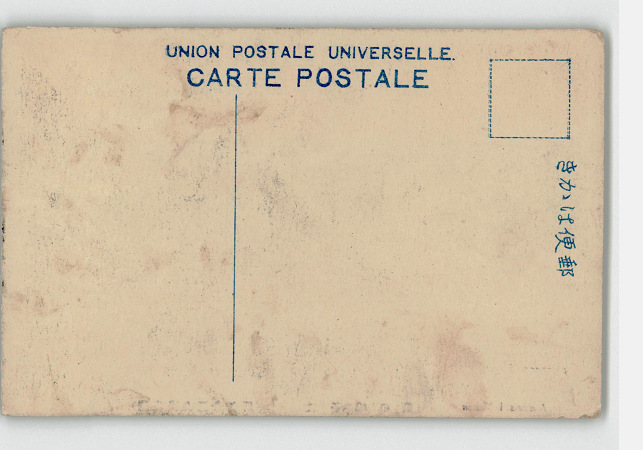 UNION POSTALE UNIVERSELLE.
CARTE POSTALE
きかは便郵